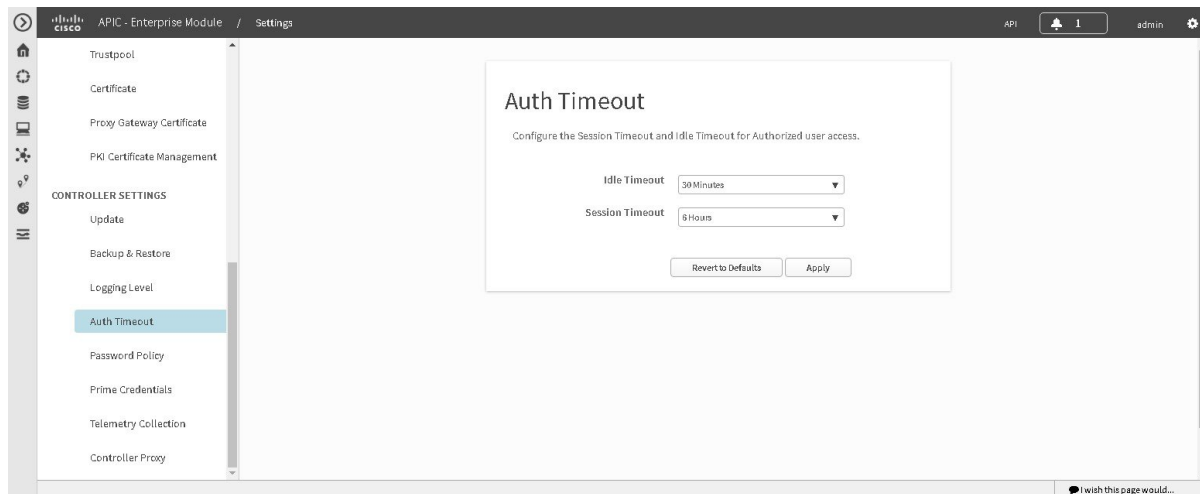 CISCO APIC - Enterprise Module / Settings API 1 admin
Trustpool
Certificate
Proxy Gateway Certificate
PKI Certificate Management
CONTROLLER SETTINGS
Update
Backup & Restore
Logging Level
Auth Timeout
Password Policy
Prime Credentials
Telemetry Collection
Controller Proxy
Auth Timeout
Configure the Session Timeout and Idle Timeout for Authorized user access.
Idle Timeout 30 Minutes
Session Timeout 6 Hours
Revert to Defaults Apply
I wish this page would...